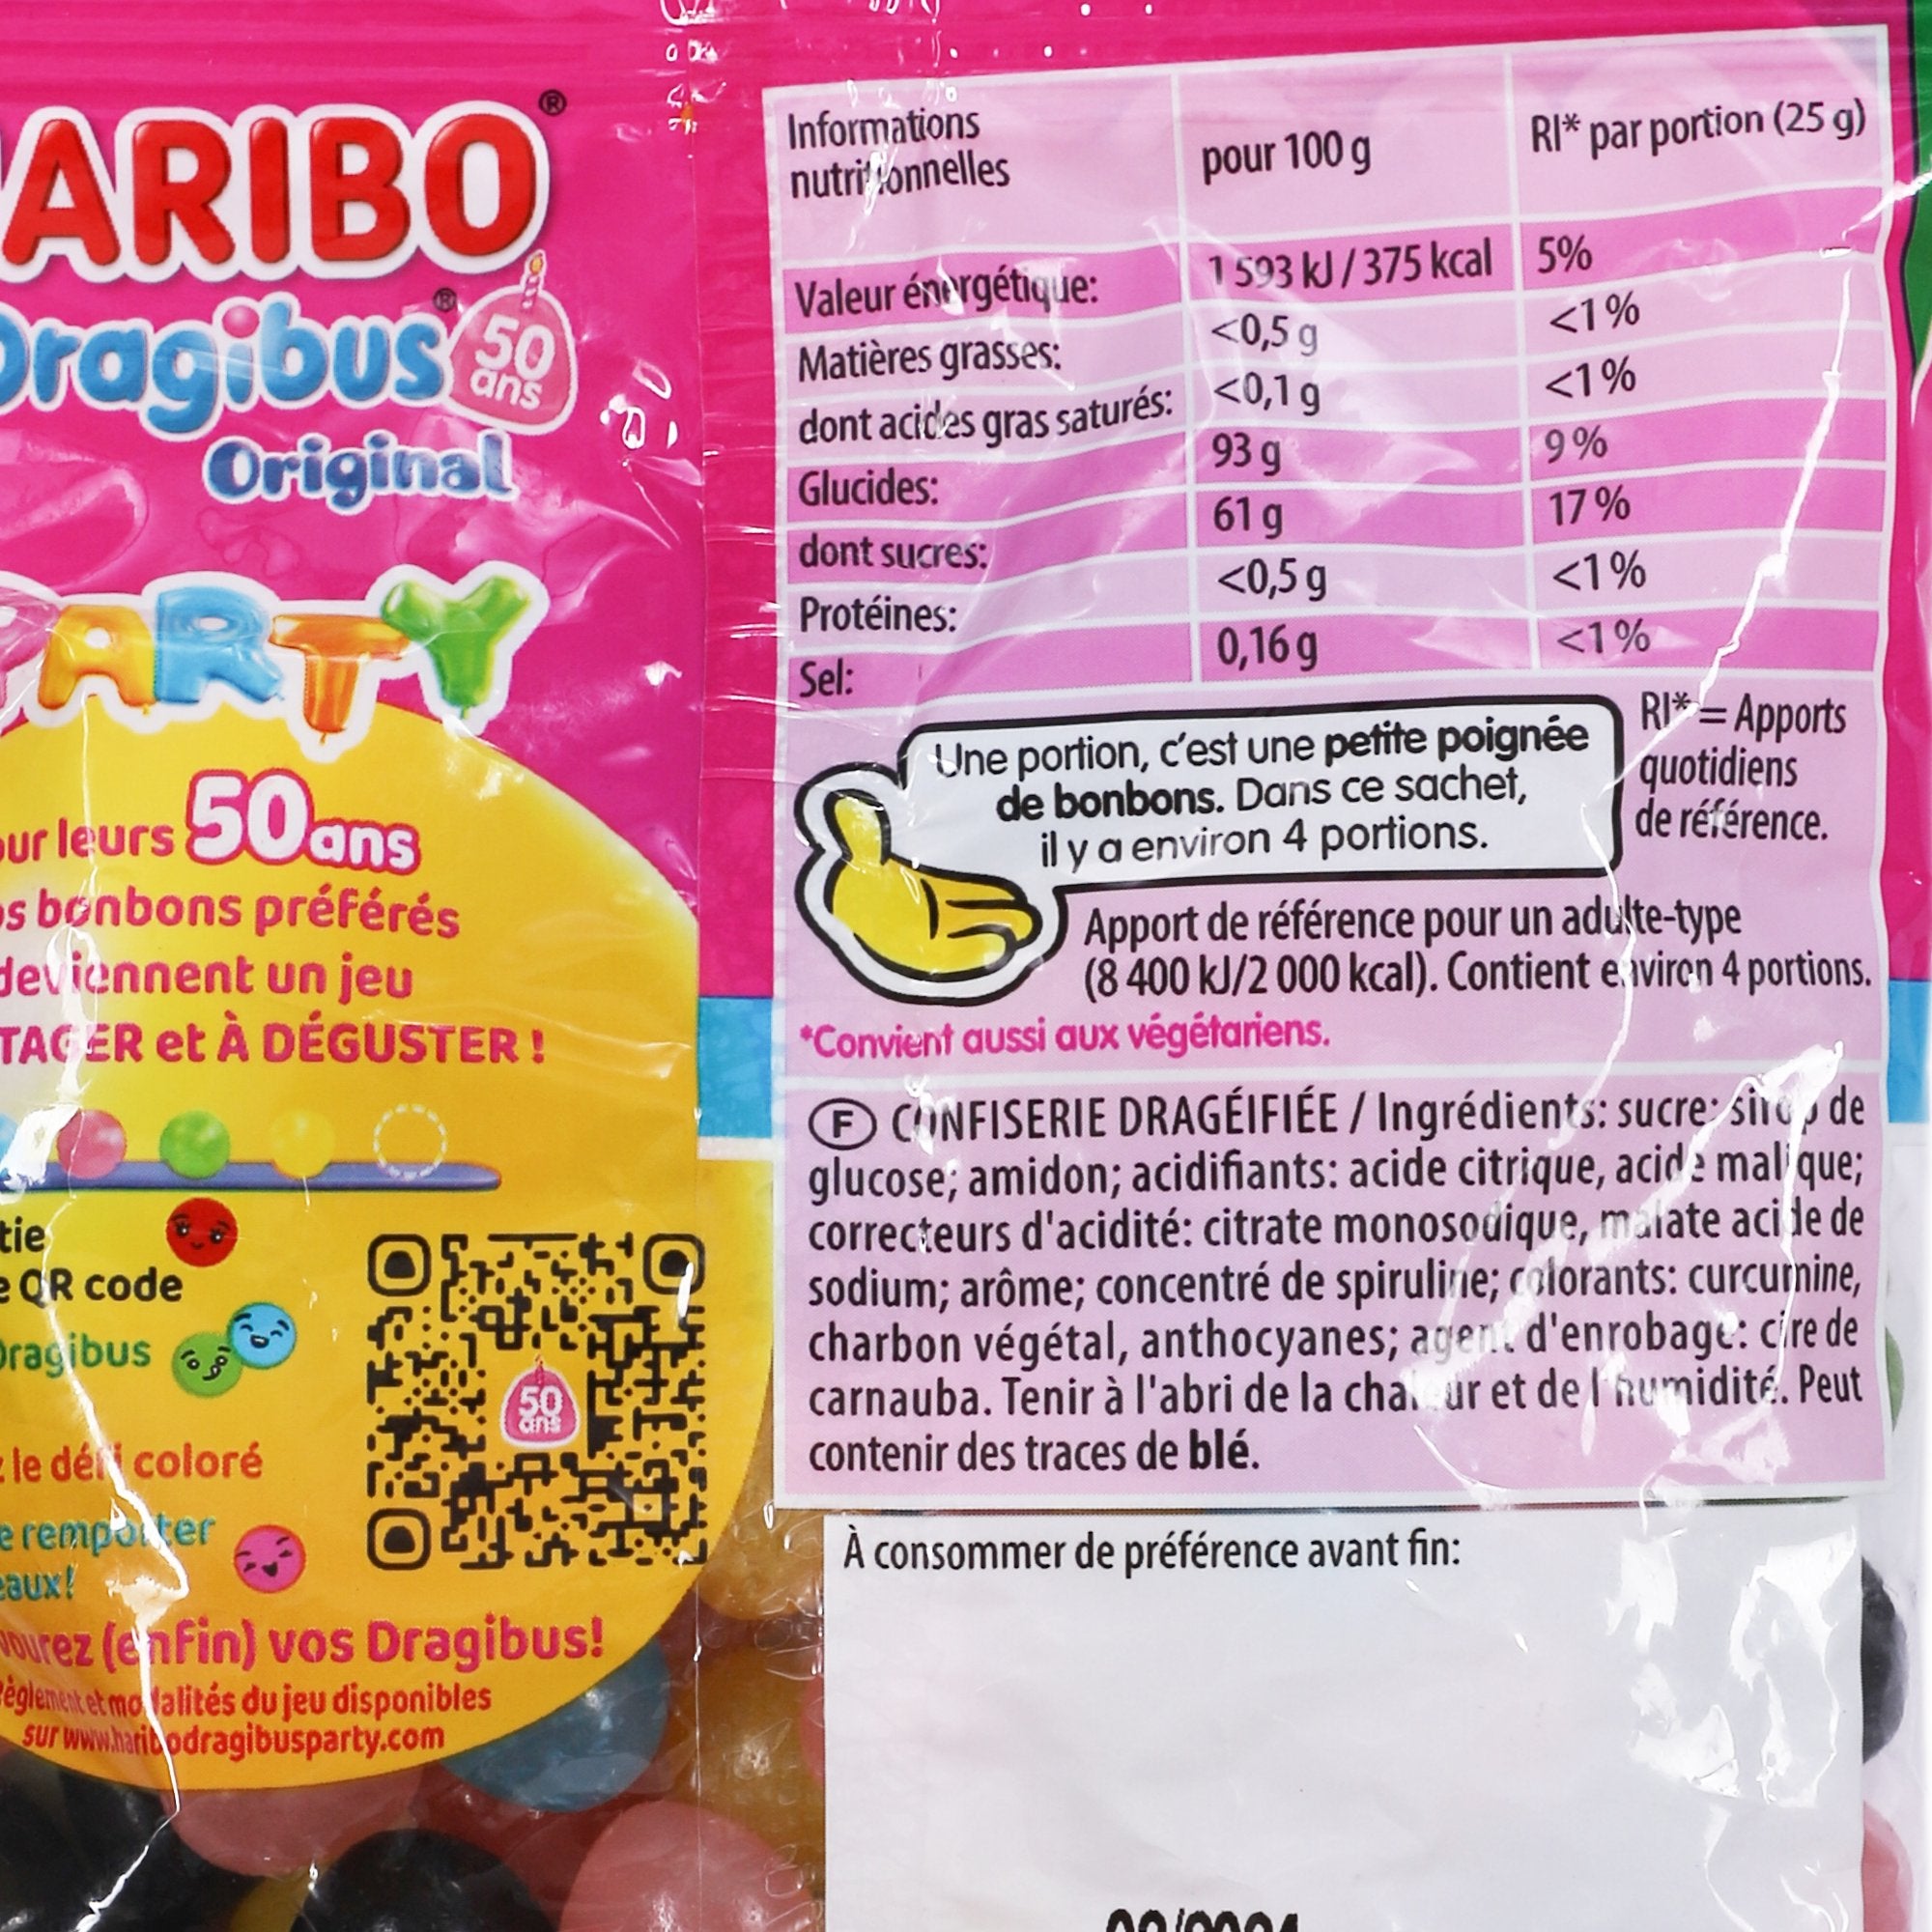 ARIBO®
Dragibus®
50
ans
Original
PARTY
our leurs 50 ans
os bonbons préférés
deviennent un jeu
TAGER et À DÉGUSTER !
tie
e QR code
Dragibus
50
ans
le défi coloré
e remporter
eaux!
vourez (enfin) vos Dragibus!
Règlement et modalités du jeu disponibles
sur www.haribodragibusparty.com
Informations nutritionnelles pour 100 g RI* par portion (25 g)
Valeur énergétique: 1 593 kJ / 375 kcal 5%
Matières grasses: <0,5 g <1 %
dont acides gras saturés: <0,1 g <1 %
Glucides: 93 g 9 %
dont sucres: 61 g 17 %
Protéines: <0,5 g <1 %
Sel: 0,16 g <1 %
Une portion, c'est une petite poignée
de bonbons. Dans ce sachet,
il y a environ 4 portions.
RI* = Apports
quotidiens
de référence.
Apport de référence pour un adulte-type
(8 400 kJ/2 000 kcal). Contient environ 4 portions.
*Convient aussi aux végétariens.
F CONFISERIE DRAGÉIFIÉE / Ingrédients: sucre; sirop de
glucose; amidon; acidifiants: acide citrique, acide malique;
correcteurs d'acidité: citrate monosodique, malate acide de
sodium; arôme; concentré de spiruline; colorants: curcumine,
charbon végétal, anthocyanes; agent d'enrobage: cire de
carnauba. Tenir à l'abri de la chaleur et de l'humidité. Peut
contenir des traces de blé.
À consommer de préférence avant fin: